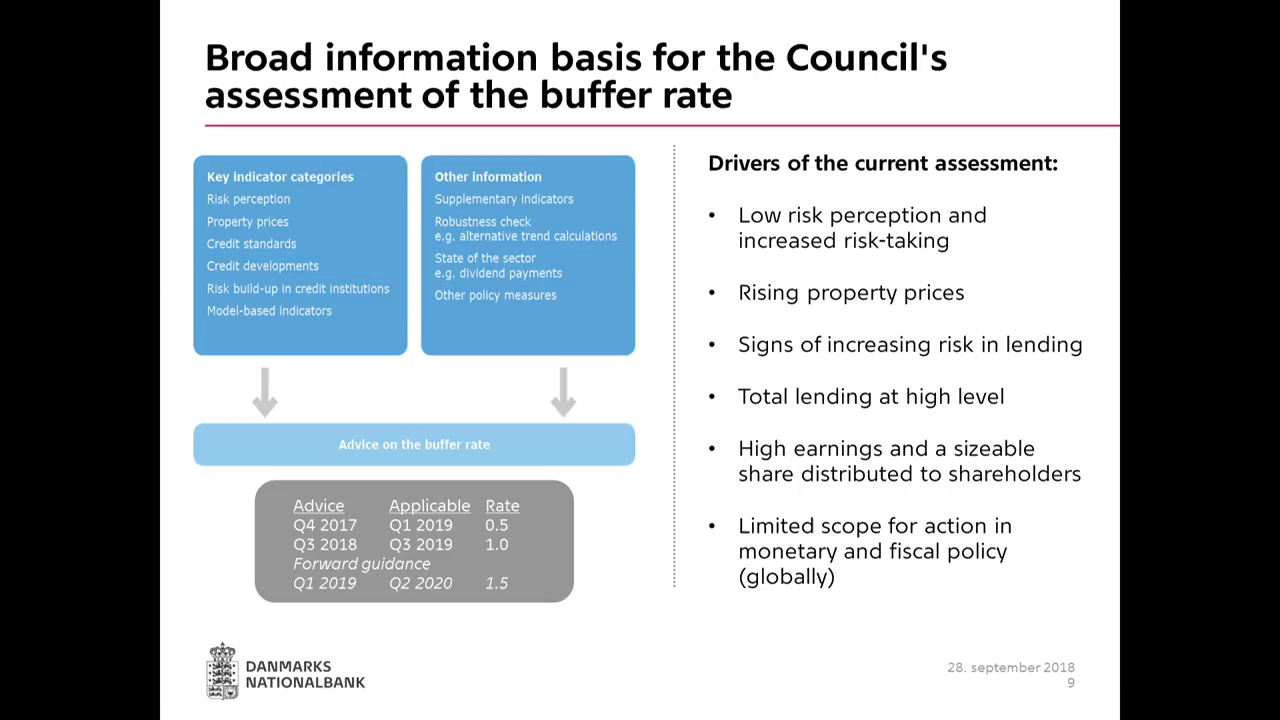 Broad information basis for the Council's
assessment of the buffer rate
Key indicator categories
Risk perception
Property prices
Credit standards
Credit developments
Risk build-up in credit institutions
Model-based indicators
Other information
Supplementary indicators
Robustness check
e.g. alternative trend calculations
State of the sector
e.g. dividend payments
Other policy measures
Advice on the buffer rate
Advice Applicable Rate
Q4 2017 Q1 2019 0.5
Q3 2018 Q3 2019 1.0
Forward guidance
Q1 2019 Q2 2020 1.5
Drivers of the current assessment:
• Low risk perception and
increased risk-taking
• Rising property prices
• Signs of increasing risk in lending
• Total lending at high level
• High earnings and a sizeable
share distributed to shareholders
• Limited scope for action in
monetary and fiscal policy
(globally)
DANMARKS
NATIONALBANK
28. september 2018
9